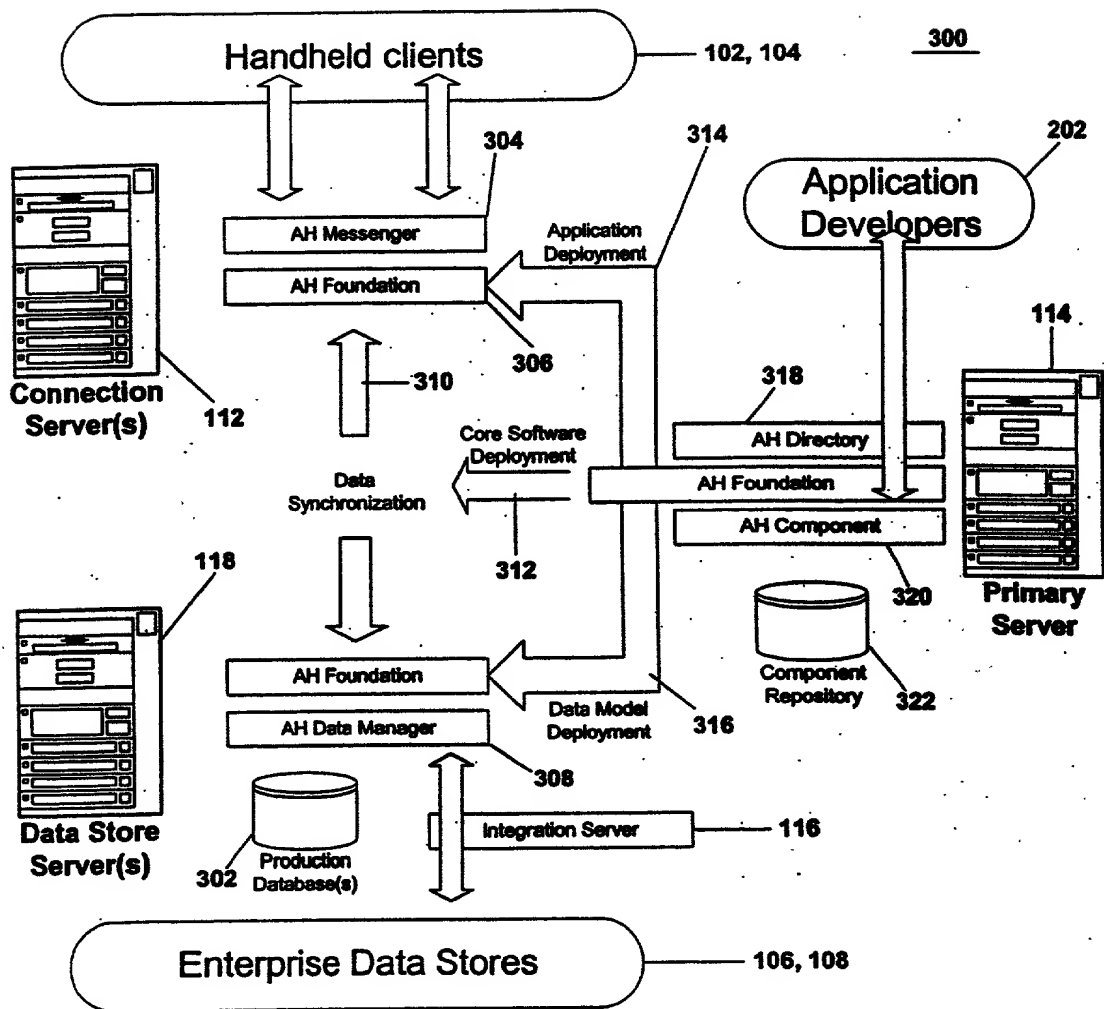 Handheld clients
102, 104
300
304
314
202
Application
Developers
AH Messenger
Application
Deployment
AH Foundation
306
114
Connection
Server(s)
112
310
318
Core Software
Deployment
AH Directory
Data
Synchronization
AH Foundation
312
AH Component
118
320
Primary
Server
AH Foundation
Component
Repository
322
316
AH Data Manager
Data Model
Deployment
308
Data Store
Server(s)
302
Production
Database(s)
Integration Server
116
Enterprise Data Stores
106, 108